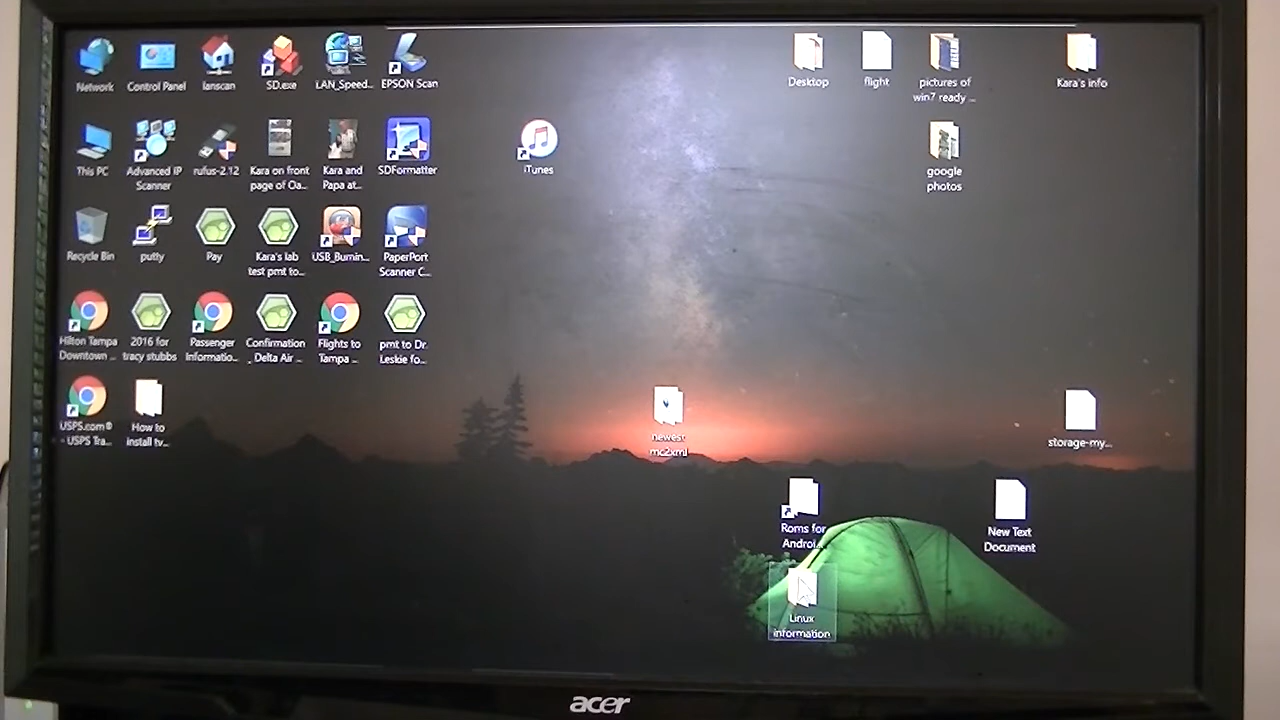 Network
Control Panel
lanscan
SD.exe
LAN_Speed...
EPSON Scan
Desktop
flight
pictures of
win7 ready ...
Kara's info
This PC
Advanced IP
Scanner
rufus-2.12
Kara on front
page of Oa...
Kara and
Papa at...
SDFormatter
iTunes
google
photos
Recycle Bin
putty
Pay
Kara's lab
test pmt to...
USB_Burnin...
PaperPort
Scanner C...
Hilton Tampa
Downtown ...
2016 for
tracy stubbs
Passenger
Informatio...
Confirmation
_ Delta Air ...
Flights to
Tampa ...
pmt to Dr.
Leskie fo...
USPS.com®
- USPS Tra...
How to
install tv...
newest
mc2xml
storage-my...
Roms for
Androi...
New Text
Document
Linux
information
acer